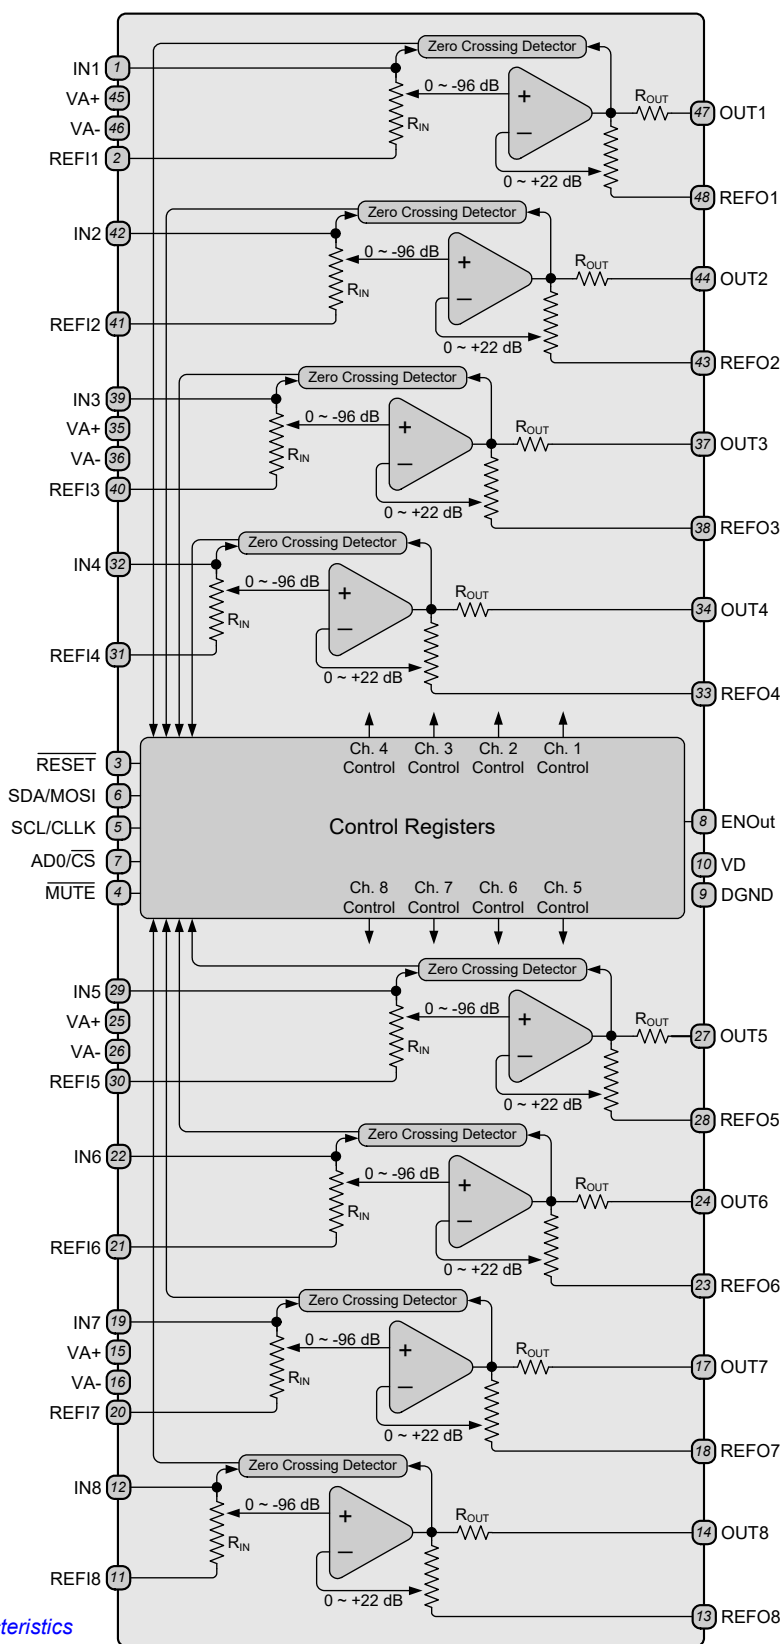 Zero Crossing Detector
IN1 1
0 ~ -96 dB
VA+ 45
+
ROUT
47 OUT1
VA- 46
RIN
−
REFI1 2
0 ~ +22 dB
48 REFO1
Zero Crossing Detector
IN2 42
0 ~ -96 dB
+
ROUT
44 OUT2
RIN
−
REFI2 41
0 ~ +22 dB
43 REFO2
Zero Crossing Detector
IN3 39
0 ~ -96 dB
VA+ 35
+
ROUT
37 OUT3
VA- 36
RIN
−
REFI3 40
0 ~ +22 dB
38 REFO3
Zero Crossing Detector
IN4 32
0 ~ -96 dB
+
ROUT
34 OUT4
RIN
−
REFI4 31
0 ~ +22 dB
33 REFO4
Ch. 4 Control
Ch. 3 Control
Ch. 2 Control
Ch. 1 Control
RESET 3
SDA/MOSI 6
SCL/CLLK 5
AD0/CS 7
MUTE 4
Control Registers
8 ENOut
10 VD
9 DGND
Ch. 8 Control
Ch. 7 Control
Ch. 6 Control
Ch. 5 Control
Zero Crossing Detector
IN5 29
0 ~ -96 dB
VA+ 25
+
ROUT
27 OUT5
VA- 26
RIN
−
REFI5 30
0 ~ +22 dB
28 REFO5
Zero Crossing Detector
IN6 22
0 ~ -96 dB
+
ROUT
24 OUT6
RIN
−
REFI6 21
0 ~ +22 dB
23 REFO6
Zero Crossing Detector
IN7 19
0 ~ -96 dB
VA+ 15
+
ROUT
17 OUT7
VA- 16
RIN
−
REFI7 20
0 ~ +22 dB
18 REFO7
Zero Crossing Detector
IN8 12
0 ~ -96 dB
+
ROUT
14 OUT8
RIN
−
REFI8 11
0 ~ +22 dB
13 REFO8
teristics